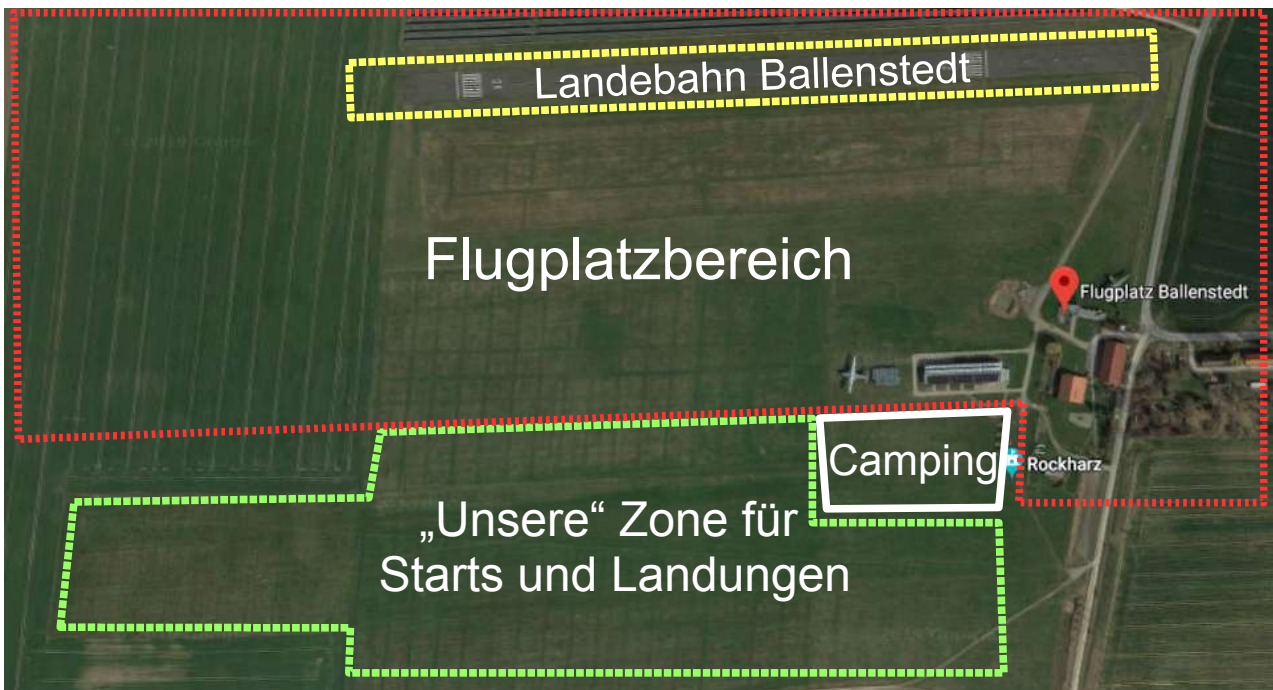 Landebahn Ballenstedt
Flugplatzbereich
Flugplatz Ballenstedt
Camping
Rockharz
„Unsere“ Zone für
Starts und Landungen